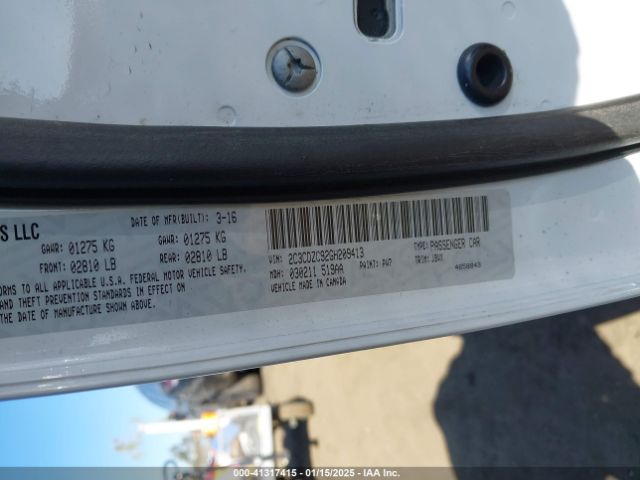 S LLC
DATE OF MFR(BUILT): 3-16
GAWR: 01275 KG GAWR: 01275 KG
FRONT: 02810 LB REAR: 02810 LB
ORMS TO ALL APPLICABLE U.S.A. FEDERAL MOTOR VEHICLE SAFETY,
AND THEFT PREVENTION STANDARDS IN EFFECT ON
THE DATE OF MANUFACTURE SHOWN ABOVE.
VIN: 2C3CDZC92GH209413 TYPE: PASSENGER CAR
MDH: 030211 519AA PAINT: PW7 TRIM:
VEHICLE MADE IN CANADA
000-41317415 - 01/15/2025 - IAA Inc.